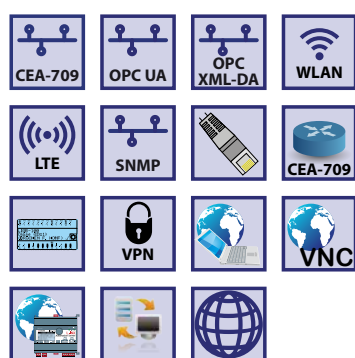 CEA-709
OPC UA
OPC
XML-DA
WLAN
LTE
SNMP
CEA-709
VPN
VNC